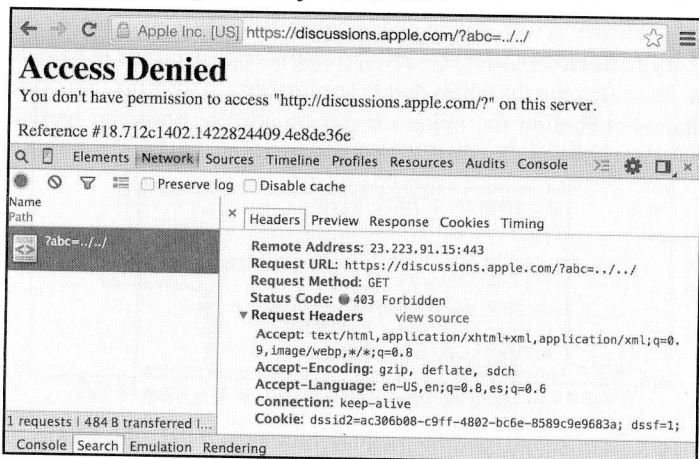 Apple Inc. [US] https://discussions.apple.com/?abc=../../
Access Denied
You don't have permission to access "http://discussions.apple.com/?" on this server.
Reference #18.712c1402.1422824409.4e8de36e
Elements Network Sources Timeline Profiles Resources Audits Console
Preserve log Disable cache
Name
Path
?abc=../../
× Headers Preview Response Cookies Timing
Remote Address: 23.223.91.15:443
Request URL: https://discussions.apple.com/?abc=../../
Request Method: GET
Status Code: 403 Forbidden
Request Headers view source
Accept: text/html,application/xhtml+xml,application/xml;q=0.
9,image/webp,*/*;q=0.8
Accept-Encoding: gzip, deflate, sdch
Accept-Language: en-US,en;q=0.8,es;q=0.6
Connection: keep-alive
Cookie: dssid2=ac306b08-c9ff-4802-bc6e-8589c9e9683a; dssf=1;
1 requests | 484 B transferred |...
Console Search Emulation Rendering